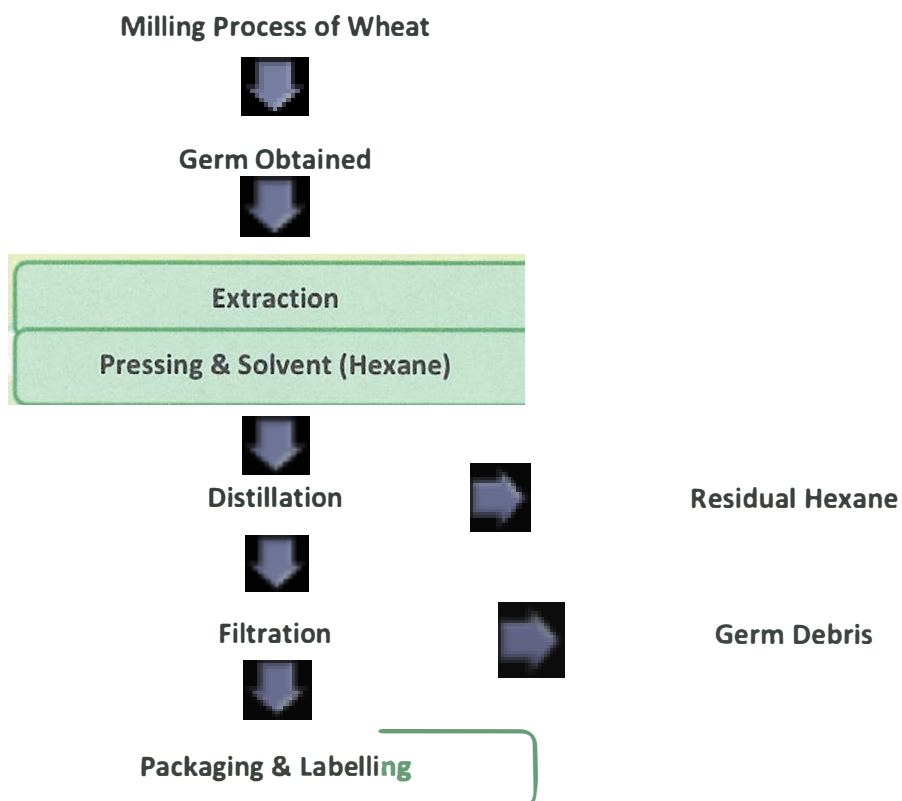 Milling Process of Wheat
Germ Obtained
Extraction
Pressing & Solvent (Hexane)
Distillation
Residual Hexane
Filtration
Germ Debris
Packaging & Labelling